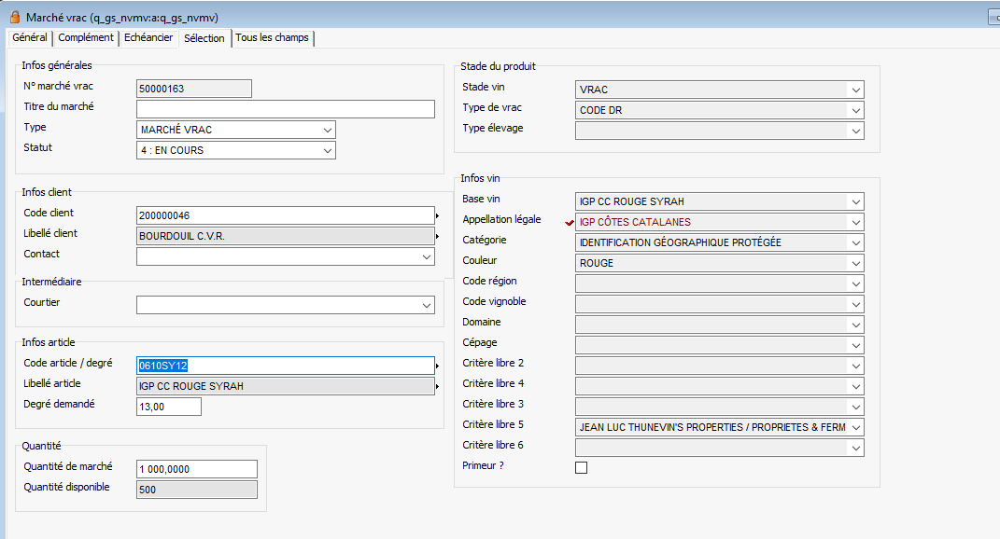 Marché vrac (q_gs_nvmv:a:q_gs_nvmv)
Général Complément Echéancier Sélection Tous les champs
Infos générales
N° marché vrac 50000163
Titre du marché
Type MARCHÉ VRAC
Statut 4 : EN COURS
Infos client
Code client 200000046
Libellé client BOURDOUIL C.V.R.
Contact
Intermédiaire
Courtier
Infos article
Code article / degré 0610SY12
Libellé article IGP CC ROUGE SYRAH
Degré demandé 13,00
Quantité
Quantité de marché 1 000,0000
Quantité disponible 500
Stade du produit
Stade vin VRAC
Type de vrac CODE DR
Type élevage
Infos vin
Base vin IGP CC ROUGE SYRAH
Appellation légale IGP CÔTES CATALANES
Catégorie IDENTIFICATION GÉOGRAPHIQUE PROTÉGÉE
Couleur ROUGE
Code région
Code vignoble
Domaine
Cépage
Critère libre 2
Critère libre 4
Critère libre 3
Critère libre 5 JEAN LUC THUNEVIN'S PROPERTIES / PROPRIETES & FERM
Critère libre 6
Primeur ?